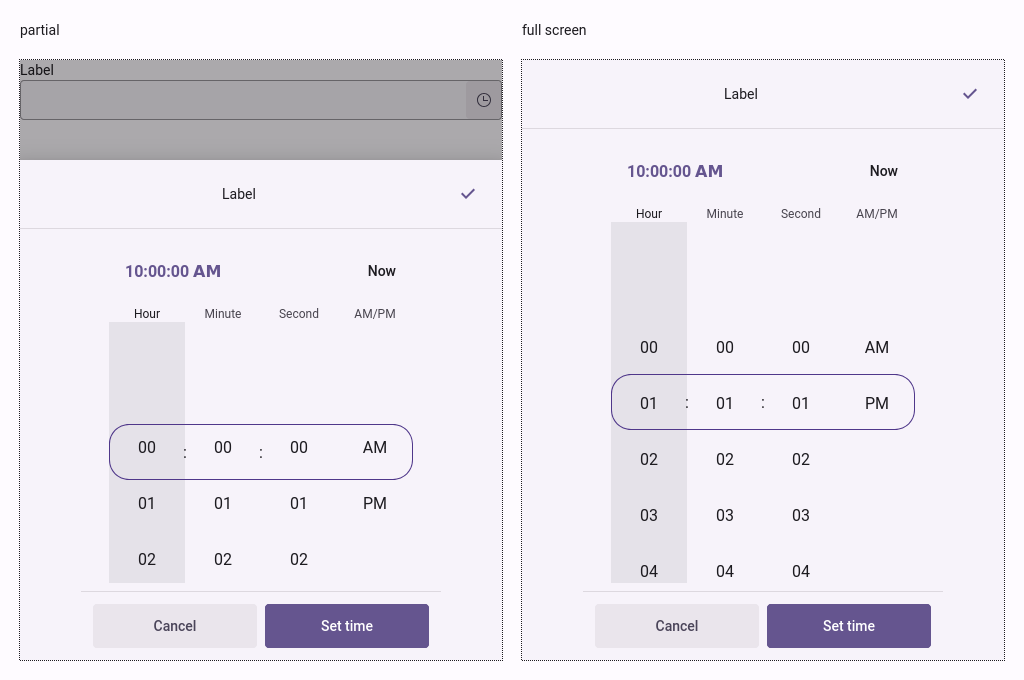 partial
Label
Label
10:00:00 AM Now
Hour Minute Second AM/PM
00 : 00 : 00 AM
01 01 01 PM
02 02 02
Cancel Set time
full screen
Label
10:00:00 AM Now
Hour Minute Second AM/PM
00 00 00 AM
01 : 01 : 01 PM
02 02 02
03 03 03
04 04 04
Cancel Set time